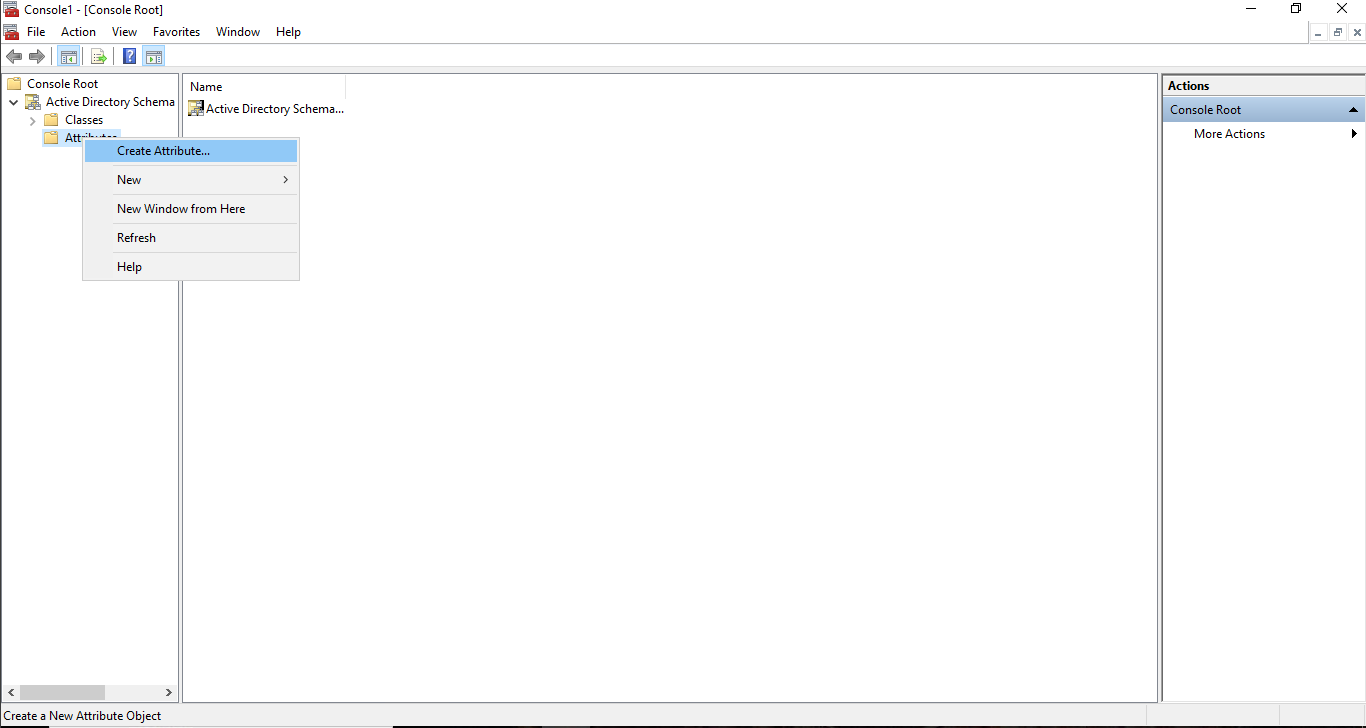 Console1 - [Console Root]
File Action View Favorites Window Help
Console Root
Active Directory Schema
Classes
Create Attribute...
New
New Window from Here
Refresh
Help
Name
Active Directory Schema...
Actions
Console Root
More Actions
Create a New Attribute Object